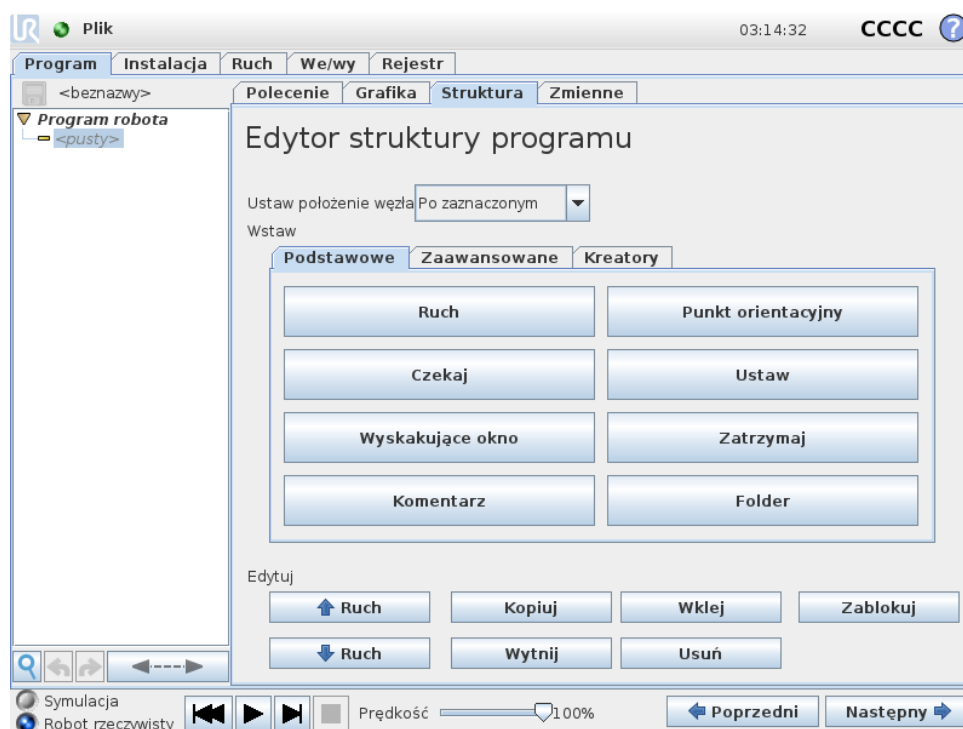 UR Plik 03:14:32 CCCC ?
Program Instalacja Ruch We/wy Rejestr
<beznazwy> Polecenie Grafika Struktura Zmienne
Program robota
<pusty>
Edytor struktury programu
Ustaw położenie węzła Po zaznaczonym
Wstaw
Podstawowe Zaawansowane Kreatory
Ruch Punkt orientacyjny
Czekaj Ustaw
Wyskakujące okno Zatrzymaj
Komentarz Folder
Edytuj
Ruch Kopiuj Wklej Zablokuj
Ruch Wytnij Usuń
Symulacja
Robot rzeczywisty Prędkość 100% Poprzedni Następny